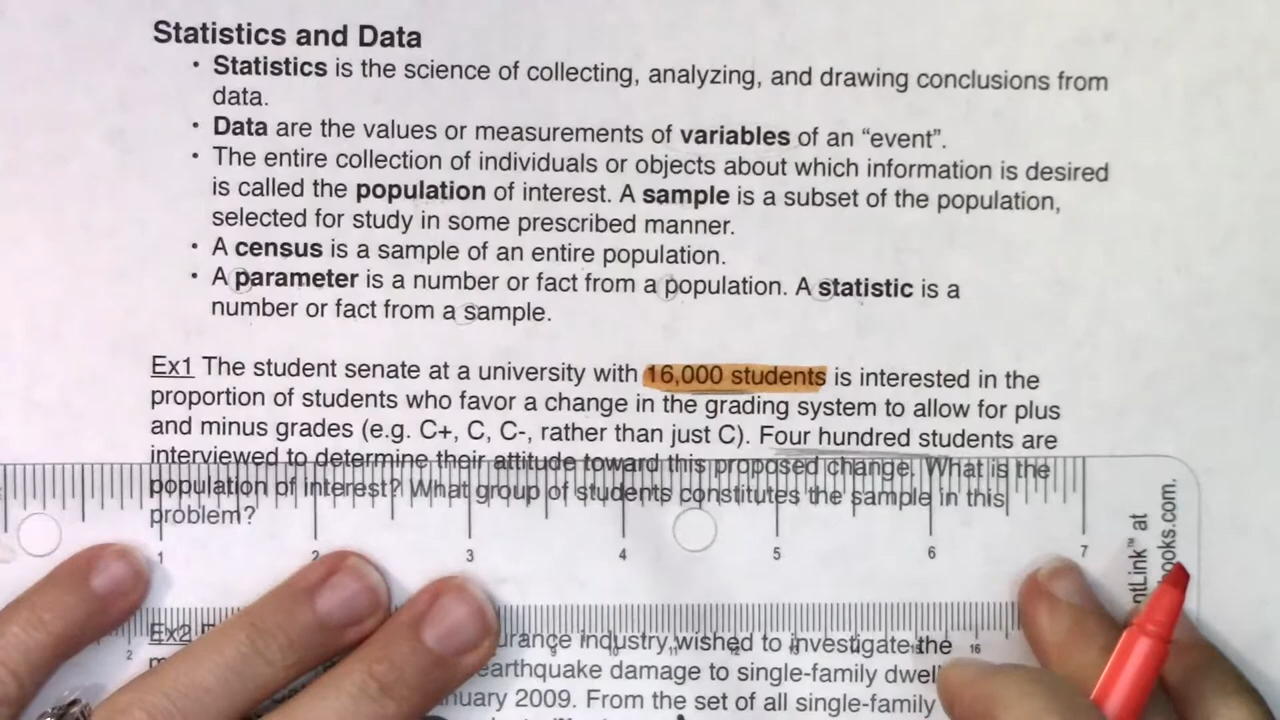 Statistics and Data
• Statistics is the science of collecting, analyzing, and drawing conclusions from
data.
• Data are the values or measurements of variables of an “event”.
• The entire collection of individuals or objects about which information is desired
is called the population of interest. A sample is a subset of the population,
selected for study in some prescribed manner.
• A census is a sample of an entire population.
• A parameter is a number or fact from a population. A statistic is a
number or fact from a sample.
Ex1 The student senate at a university with 16,000 students is interested in the
proportion of students who favor a change in the grading system to allow for plus
and minus grades (e.g. C+, C, C-, rather than just C). Four hundred students are
interviewed to determine their attitude toward this proposed change. What is the
population of interest? What group of students constitutes the sample in this
problem?
1 2 3 4 5 6 7
ntLink™ at
ooks.com.
2 16
Ex2 urance industry wished to investigate the
earthquake damage to single-family dwel
nuary 2009. From the set of all single-family